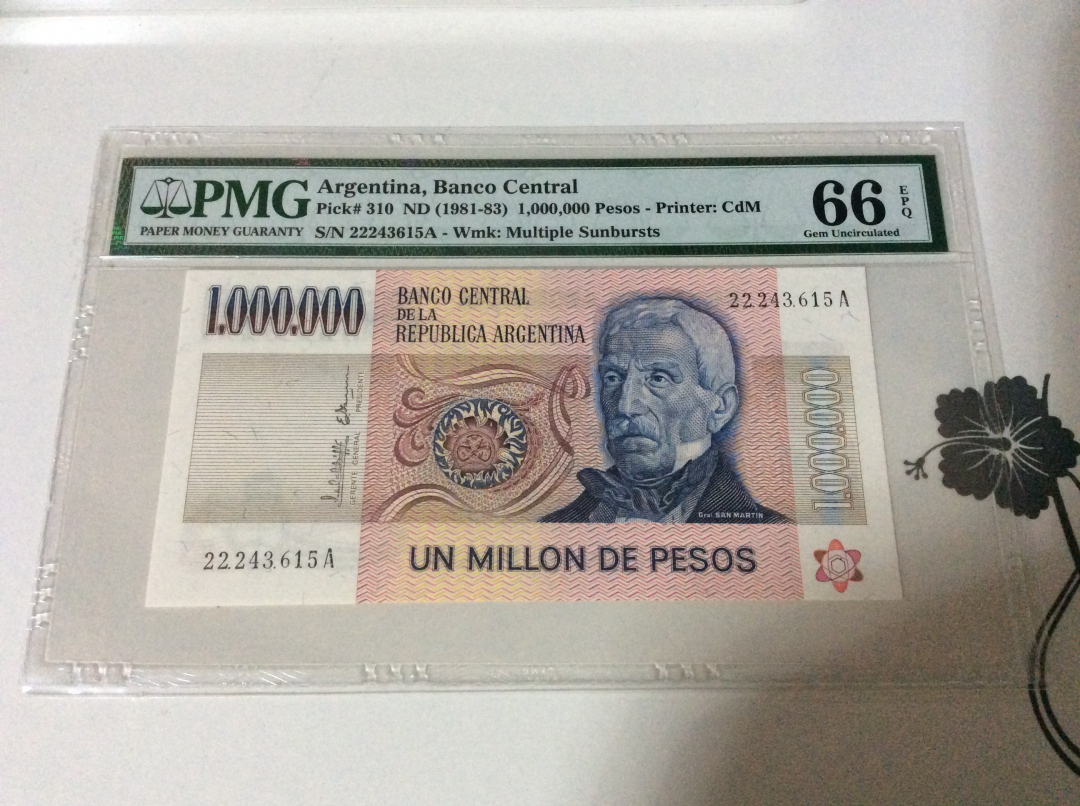 PMG
PAPER MONEY GUARANTY
Argentina, Banco Central
Pick# 310 ND (1981-83) 1,000,000 Pesos - Printer: CdM
S/N 22243615A - Wmk: Multiple Sunbursts
66
EPQ
Gem Uncirculated
1.000.000
BANCO CENTRAL
DE LA
REPUBLICA ARGENTINA
22.243.615 A
PRESIDENTE
GERENTE GENERAL
1.000.000
Gral. SAN MARTIN
22.243.615 A
UN MILLON DE PESOS